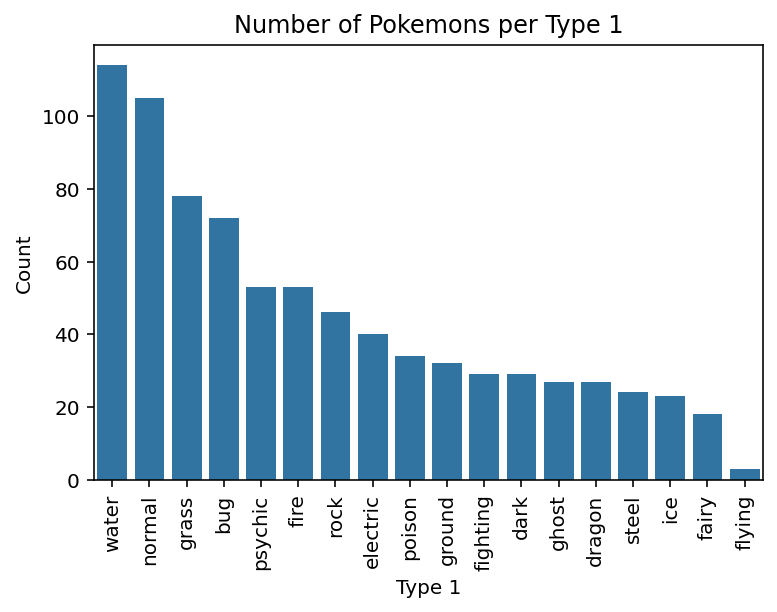 Number of Pokemons per Type 1
Count
100
80
60
40
20
0
water
normal
grass
bug
psychic
fire
rock
electric
poison
ground
fighting
dark
ghost
dragon
steel
ice
fairy
flying
Type 1